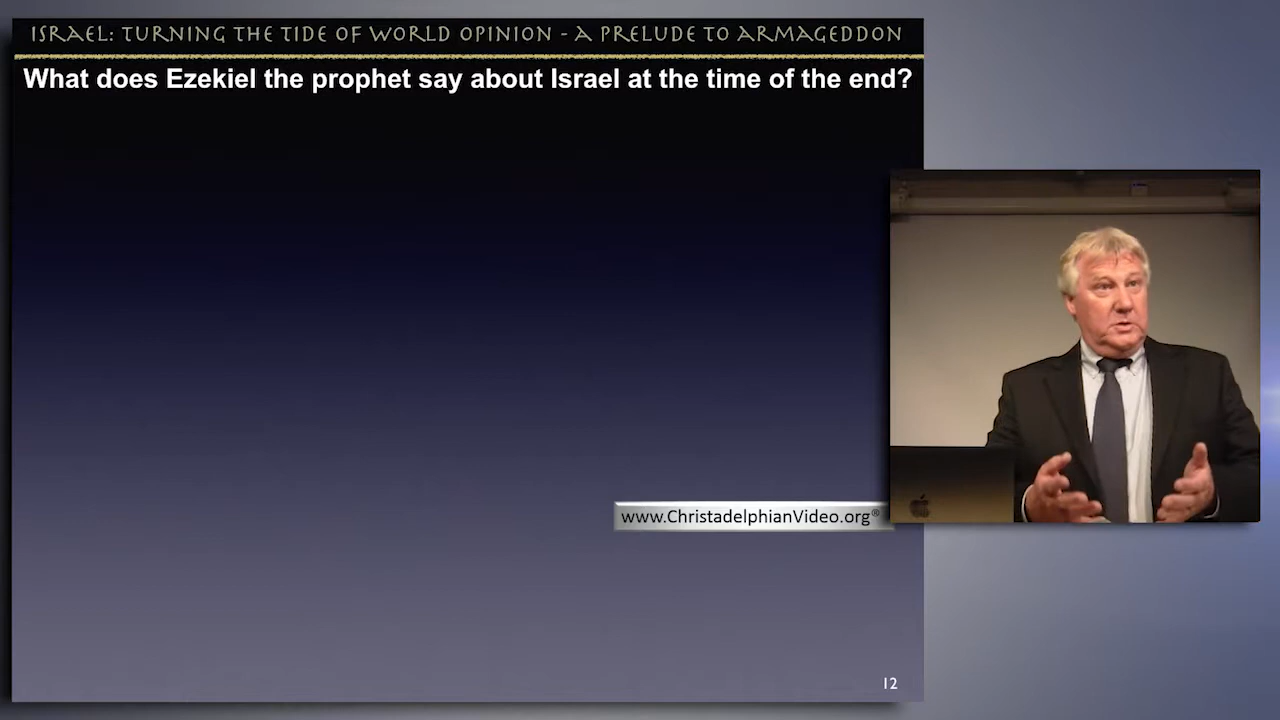 ISRAEL: TURNING THE TIDE OF WORLD OPINION - A PRELUDE TO ARMAGEDDON
What does Ezekiel the prophet say about Israel at the time of the end?
www.ChristadelphianVideo.org®
12